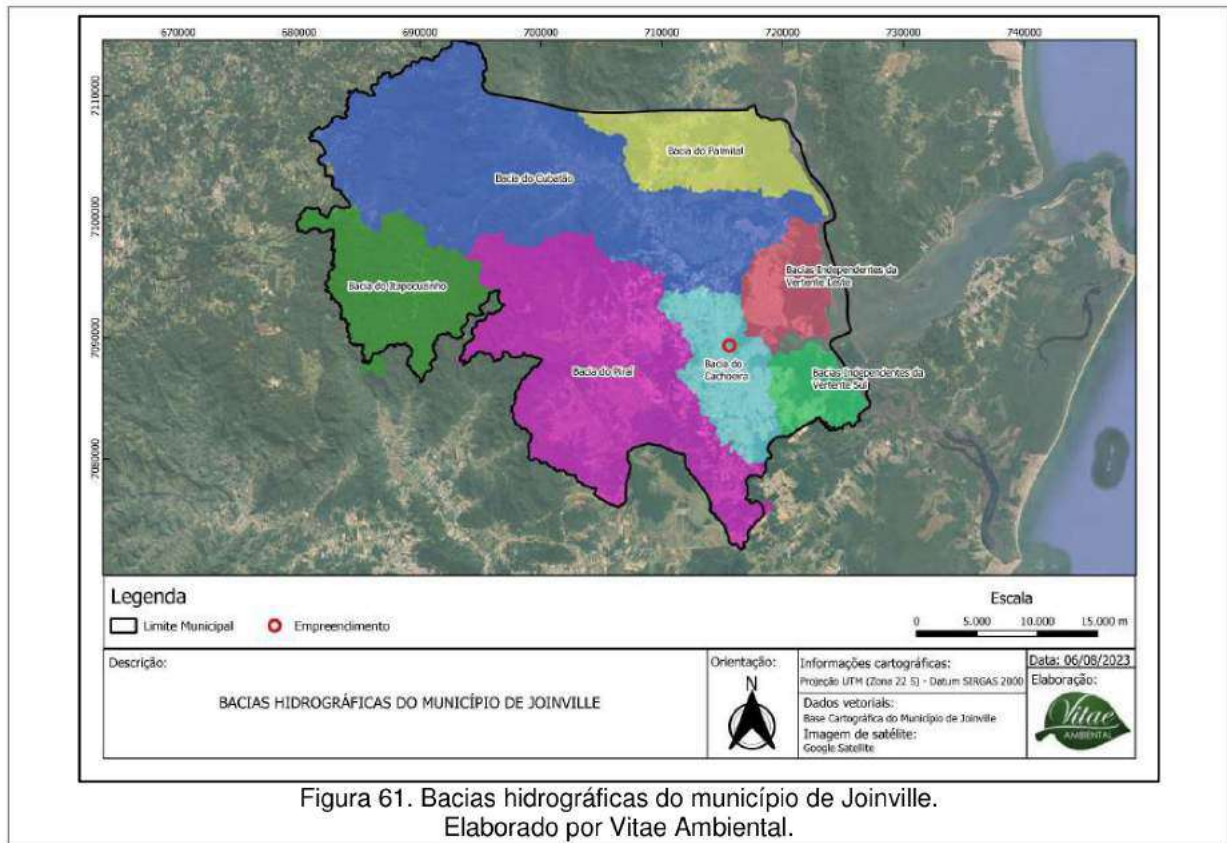 670000 680000 690000 700000 710000 720000 730000 740000
7110000
7100000
7090000
7080000
Bacia do Palmital
Bacia do Cubatão
Bacias Independentes da
Vertente Leste
Bacia do Itapocuzinho
Bacia do Piraí
Bacia do
Cachoeira
Bacias Independentes da
Vertente Sul
Legenda
Limite Municipal
Empreendimento
Escala
0 5.000 10.000 15.000 m
Descrição:
BACIAS HIDROGRÁFICAS DO MUNICÍPIO DE JOINVILLE
Orientação:
N
Informações cartográficas:
Projeção UTM (Zona 22 S) - Datum SIRGAS 2000
Dados vetoriais:
Base Cartográfica do Município de Joinville
Imagem de satélite:
Google Satellite
Data: 06/08/2023
Elaboração:
Vitae
AMBIENTAL
Figura 61. Bacias hidrográficas do município de Joinville.
Elaborado por Vitae Ambiental.